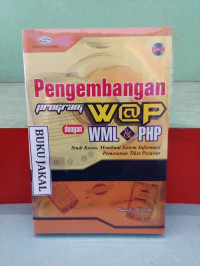 Pengembangan
program W@P
dengan WML & PHP
Studi Kasus, Membuat Sistem Informasi
Pemesanan Tiket Pesawat
BUKU JAKAL